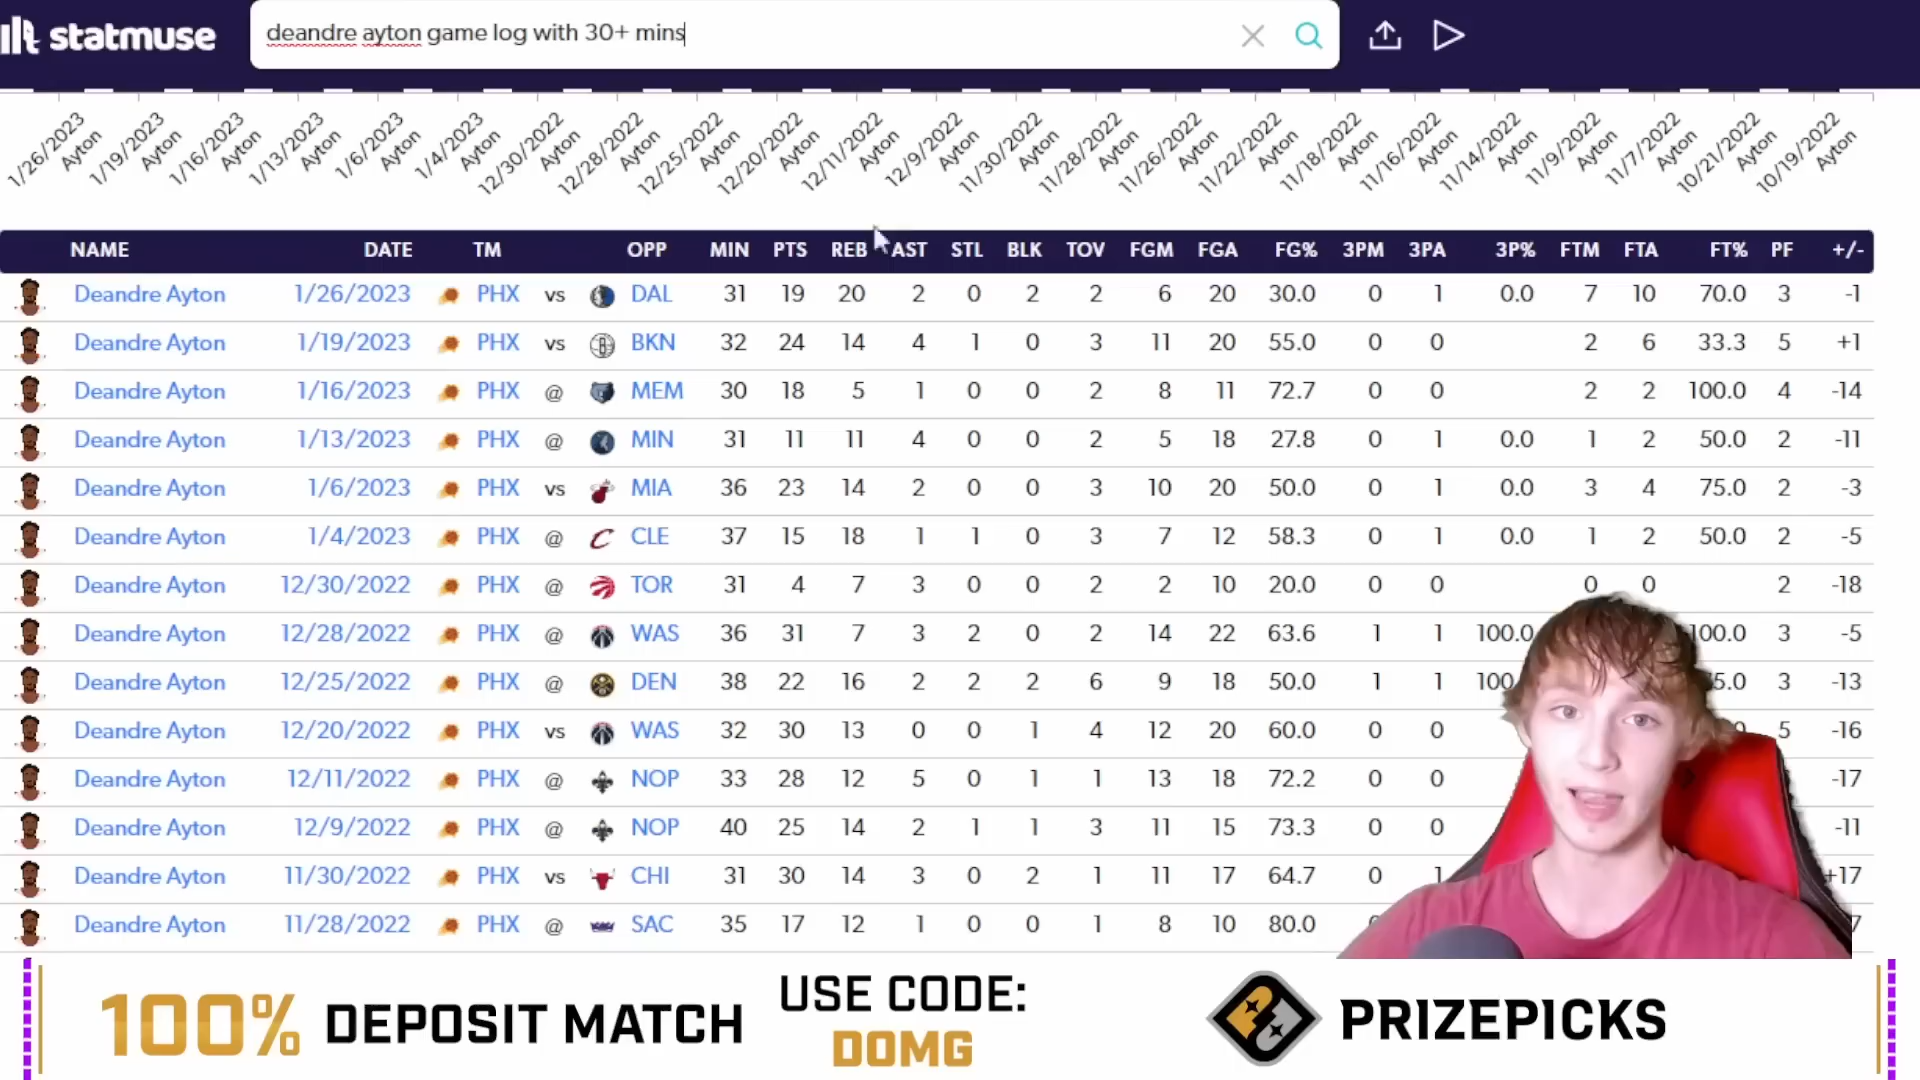 statmuse
deandre ayton game log with 30+ mins
1/26/2023 Ayton
1/19/2023 Ayton
1/16/2023 Ayton
1/13/2023 Ayton
1/6/2023 Ayton
1/4/2023 Ayton
12/30/2022 Ayton
12/28/2022 Ayton
12/25/2022 Ayton
12/20/2022 Ayton
12/11/2022 Ayton
12/9/2022 Ayton
11/30/2022 Ayton
11/28/2022 Ayton
11/26/2022 Ayton
11/22/2022 Ayton
11/18/2022 Ayton
11/16/2022 Ayton
11/14/2022 Ayton
11/9/2022 Ayton
11/7/2022 Ayton
10/21/2022 Ayton
10/19/2022 Ayton
NAME DATE TM OPP MIN PTS REB AST STL BLK TOV FGM FGA FG% 3PM 3PA 3P% FTM FTA FT% PF +/-
Deandre Ayton 1/26/2023 PHX vs DAL 31 19 20 2 0 2 2 6 20 30.0 0 1 0.0 7 10 70.0 3 -1
Deandre Ayton 1/19/2023 PHX vs BKN 32 24 14 4 1 0 3 11 20 55.0 0 0 2 6 33.3 5 +1
Deandre Ayton 1/16/2023 PHX @ MEM 30 18 5 1 0 0 2 8 11 72.7 0 0 2 2 100.0 4 -14
Deandre Ayton 1/13/2023 PHX @ MIN 31 11 11 4 0 0 2 5 18 27.8 0 1 0.0 1 2 50.0 2 -11
Deandre Ayton 1/6/2023 PHX vs MIA 36 23 14 2 0 0 3 10 20 50.0 0 1 0.0 3 4 75.0 2 -3
Deandre Ayton 1/4/2023 PHX @ CLE 37 15 18 1 1 0 3 7 12 58.3 0 1 0.0 1 2 50.0 2 -5
Deandre Ayton 12/30/2022 PHX @ TOR 31 4 7 3 0 0 2 2 10 20.0 0 0 0 0 2 -18
Deandre Ayton 12/28/2022 PHX @ WAS 36 31 7 3 2 0 2 14 22 63.6 1 1 100.0 100.0 3 -5
Deandre Ayton 12/25/2022 PHX @ DEN 38 22 16 2 2 2 6 9 18 50.0 1 1 100 5.0 3 -13
Deandre Ayton 12/20/2022 PHX vs WAS 32 30 13 0 0 1 4 12 20 60.0 0 0 5 -16
Deandre Ayton 12/11/2022 PHX @ NOP 33 28 12 5 0 1 1 13 18 72.2 0 0 -17
Deandre Ayton 12/9/2022 PHX @ NOP 40 25 14 2 1 1 3 11 15 73.3 0 0 -11
Deandre Ayton 11/30/2022 PHX vs CHI 31 30 14 3 0 2 1 11 17 64.7 0 1 +17
Deandre Ayton 11/28/2022 PHX @ SAC 35 17 12 1 0 0 1 8 10 80.0 7
100% DEPOSIT MATCH
USE CODE:
DOMG
PRIZEPICKS